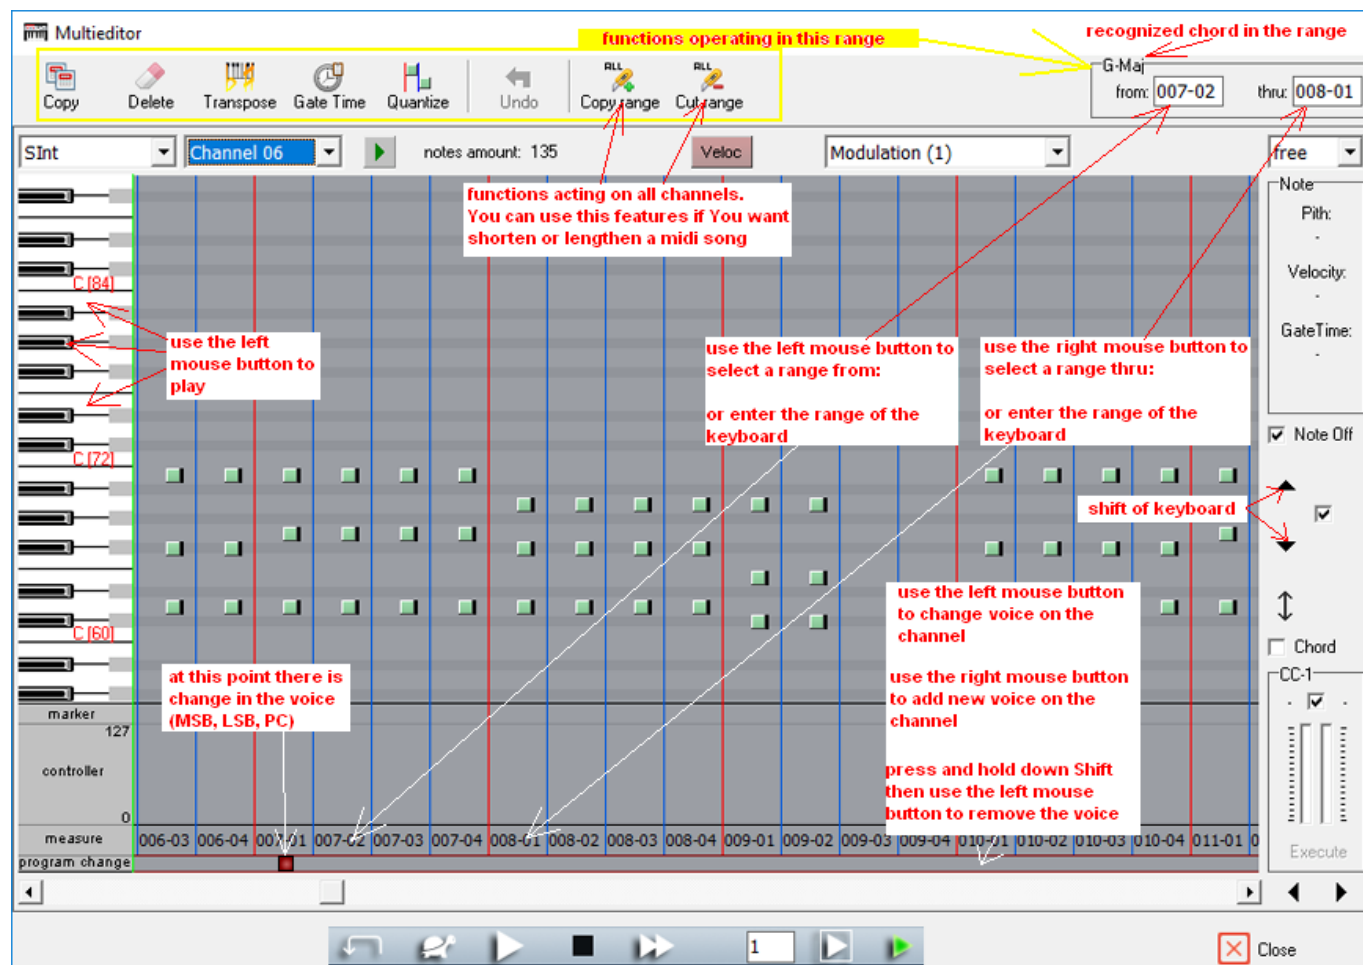 Multieditor
functions operating in this range
recognized chord in the range
G-Maj
from: 007-02
thru: 008-01
Copy
Delete
Transpose
Gate Time
Quantize
Undo
ALL
Copy range
ALL
Cut range
SInt
Channel 06
notes amount: 135
Veloc
Modulation (1)
free
functions acting on all channels.
You can use this features if You want
shorten or lengthen a midi song
Note
Pith:
-
Velocity:
-
GateTime:
-
C [84]
use the left
mouse button to
play
use the left mouse button to
select a range from:
or enter the range of the
keyboard
use the right mouse button to
select a range thru:
or enter the range of the
keyboard
Note Off
C [72]
shift of keyboard
C [60]
use the left mouse button
to change voice on the
channel
use the right mouse button
to add new voice on the
channel
press and hold down Shift
then use the left mouse
button to remove the voice
Chord
CC-1
at this point there is
change in the voice
(MSB, LSB, PC)
marker
127
controller
0
measure
006-03 006-04 007-01 007-02 007-03 007-04 008-01 008-02 008-03 008-04 009-01 009-02 009-03 009-04 010-01 010-02 010-03 010-04 011-01 0
program change
Execute
1
Close